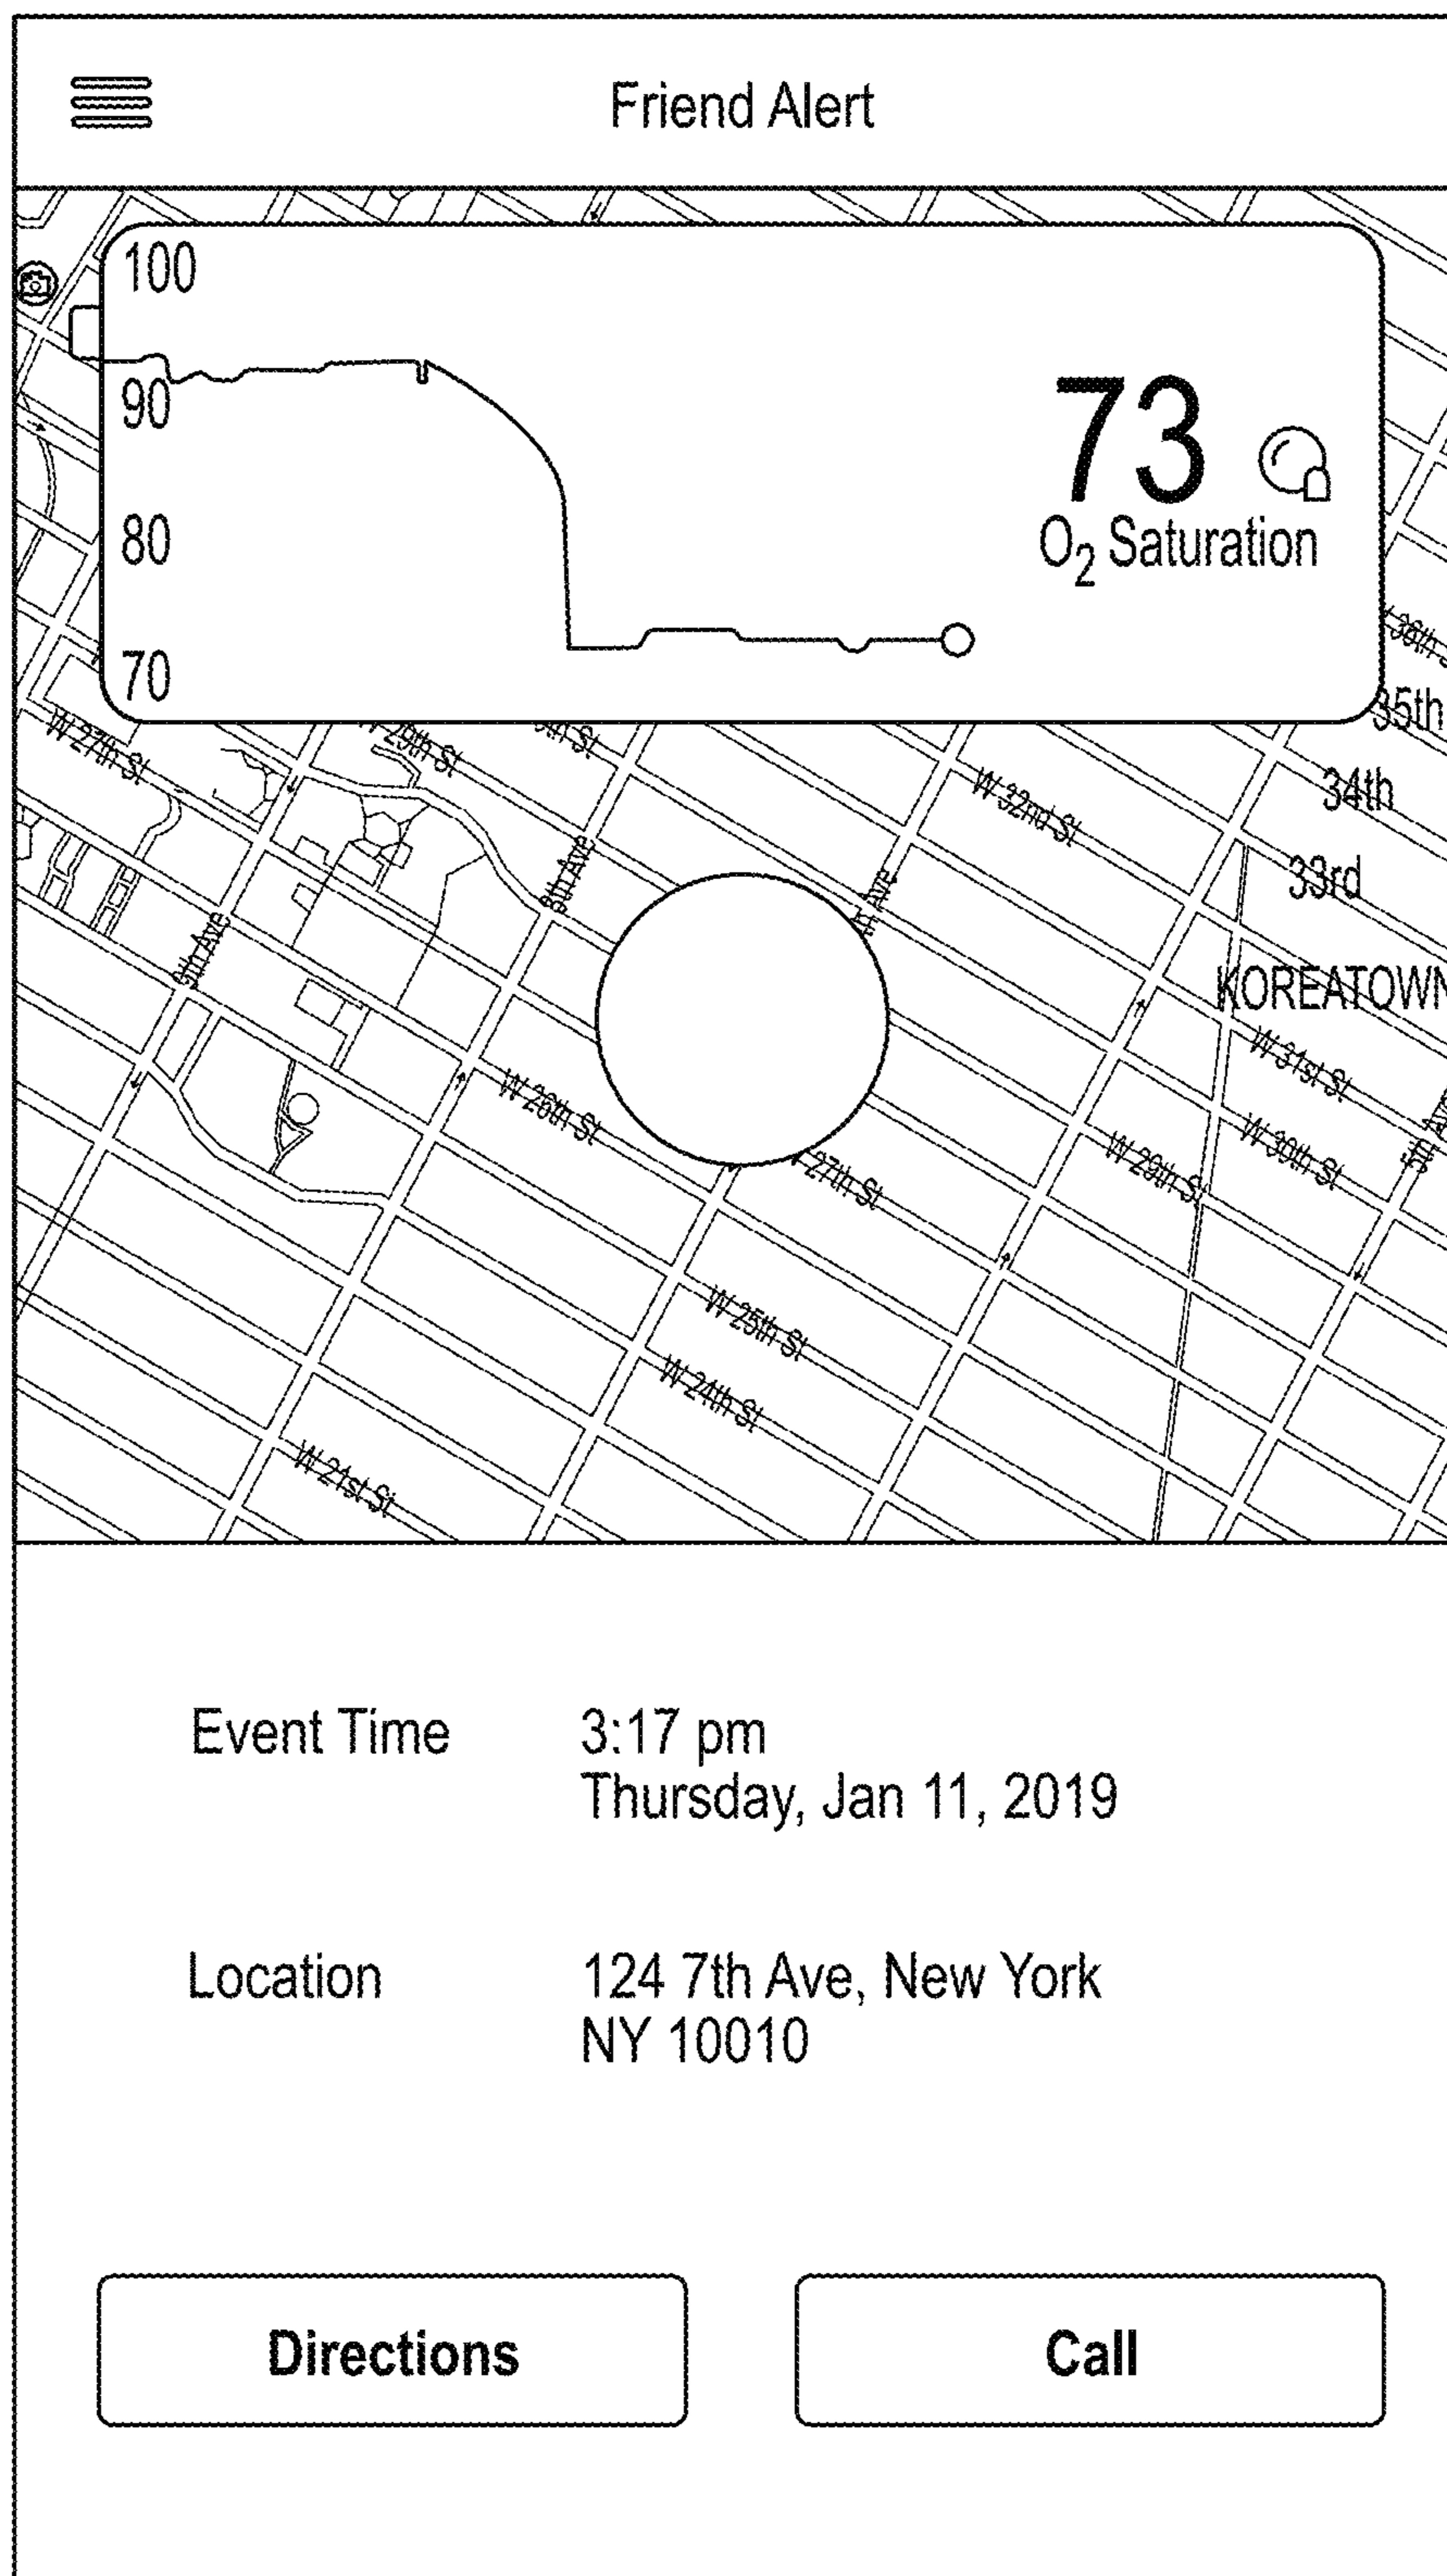 Friend Alert
100
90
80
70
73
O₂ Saturation
36th
35th
W 27th St
W 29th St
34th
W 32nd St
33rd
8th Ave
Ave
9th Ave
KOREATOWN
W 31st St
W 26th St
W 30th St
27th St
W 29th St
W 25th St
W 24th St
W 21st St
Event Time
3:17 pm
Thursday, Jan 11, 2019
Location
124 7th Ave, New York
NY 10010
Directions
Call